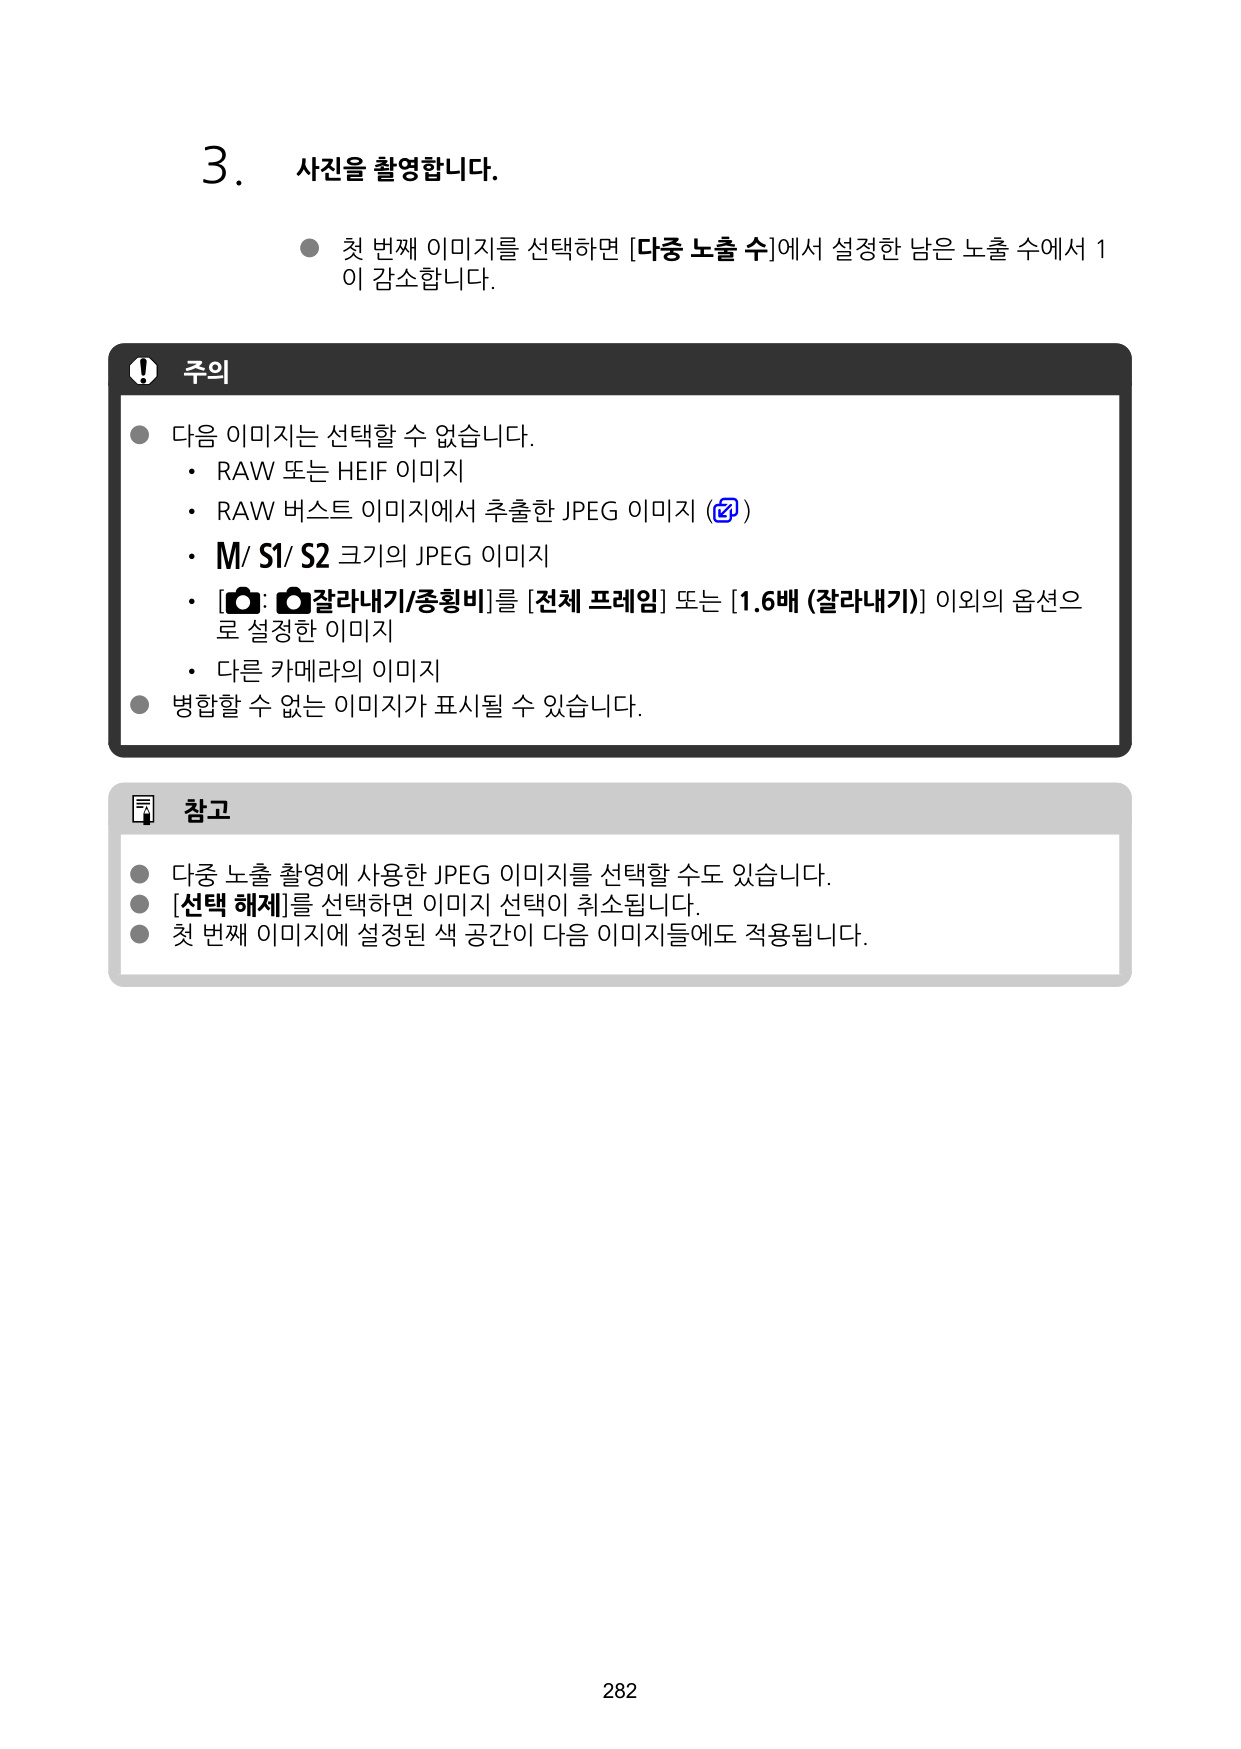 3. 사진을 촬영합니다.
● 첫 번째 이미지를 선택하면 [다중 노출 수]에서 설정한 남은 노출 수에서 1
이 감소합니다.
주의
● 다음 이미지는 선택할 수 없습니다.
• RAW 또는 HEIF 이미지
• RAW 버스트 이미지에서 추출한 JPEG 이미지 ( )
• M/ S1/ S2 크기의 JPEG 이미지
• [ : 잘라내기/종횡비]를 [전체 프레임] 또는 [1.6배 (잘라내기)] 이외의 옵션으
로 설정한 이미지
• 다른 카메라의 이미지
● 병합할 수 없는 이미지가 표시될 수 있습니다.
참고
● 다중 노출 촬영에 사용한 JPEG 이미지를 선택할 수도 있습니다.
● [선택 해제]를 선택하면 이미지 선택이 취소됩니다.
● 첫 번째 이미지에 설정된 색 공간이 다음 이미지들에도 적용됩니다.
282